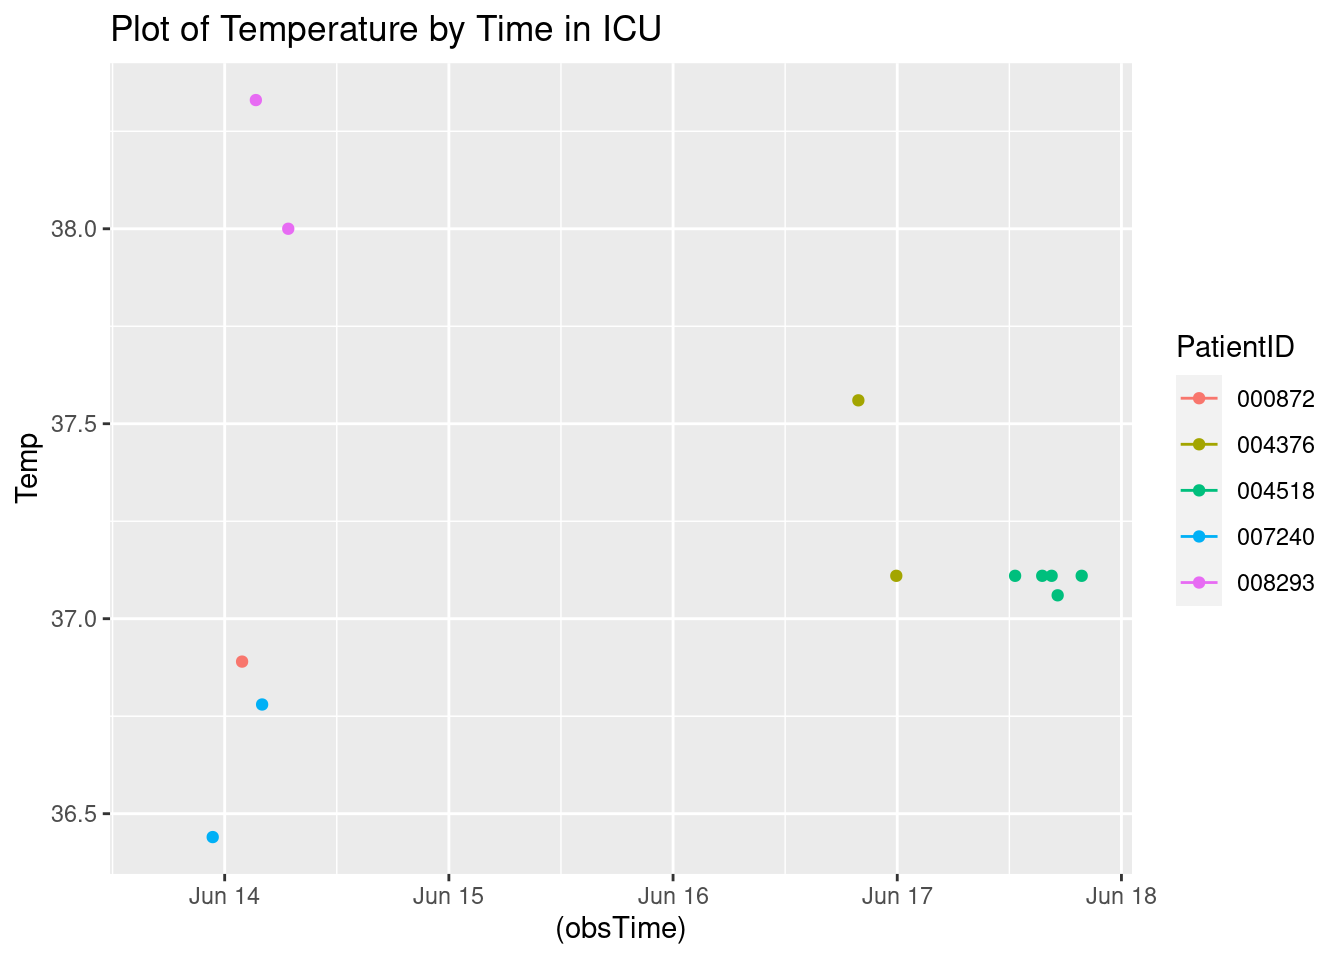 Plot of Temperature by Time in ICU
38.0
37.5
37.0
36.5
Temp
Jun 14 Jun 15 Jun 16 Jun 17 Jun 18
(obsTime)
PatientID
000872
004376
004518
007240
008293